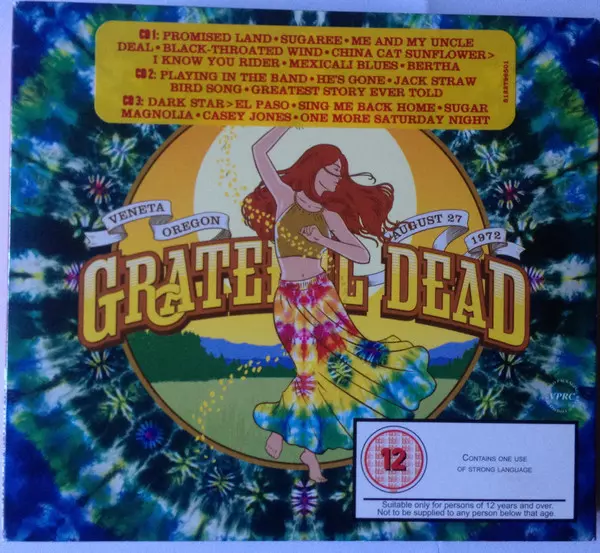 CD 1: PROMISED LAND • SUGAREE • ME AND MY UNCLE
DEAL • BLACK-THROATED WIND • CHINA CAT SUNFLOWER>
I KNOW YOU RIDER • MEXICALI BLUES • BERTHA
CD 2: PLAYING IN THE BAND • HE'S GONE • JACK STRAW
BIRD SONG • GREATEST STORY EVER TOLD
CD 3: DARK STAR > EL PASO • SING ME BACK HOME • SUGAR
MAGNOLIA • CASEY JONES • ONE MORE SATURDAY NIGHT
VENETA
OREGON
AUGUST 27
1972
GRATEFUL DEAD
VPRC
12
CONTAINS ONE USE
OF STRONG LANGUAGE
Suitable only for persons of 12 years and over.
Not to be supplied to any person below that age.